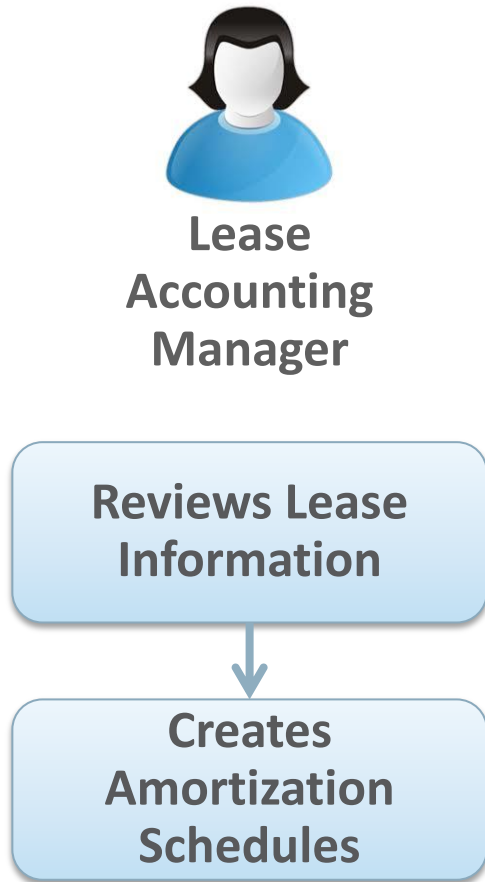 Lease
Accounting
Manager
Reviews Lease
Information
Creates
Amortization
Schedules